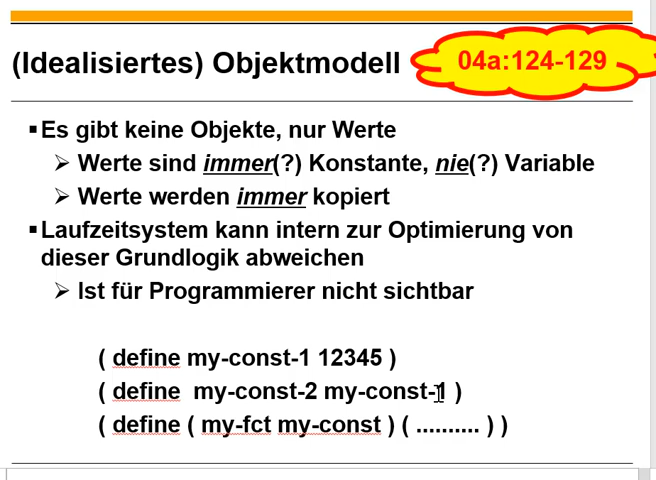 (Idealisiertes) Objektmodell
04a:124-129
▪Es gibt keine Objekte, nur Werte
➢ Werte sind immer(?) Konstante, nie(?) Variable
➢ Werte werden immer kopiert
▪Laufzeitsystem kann intern zur Optimierung von
dieser Grundlogik abweichen
➢ Ist für Programmierer nicht sichtbar
( define my-const-1 12345 )
( define my-const-2 my-const-1 )
( define ( my-fct my-const ) ( .......... ) )